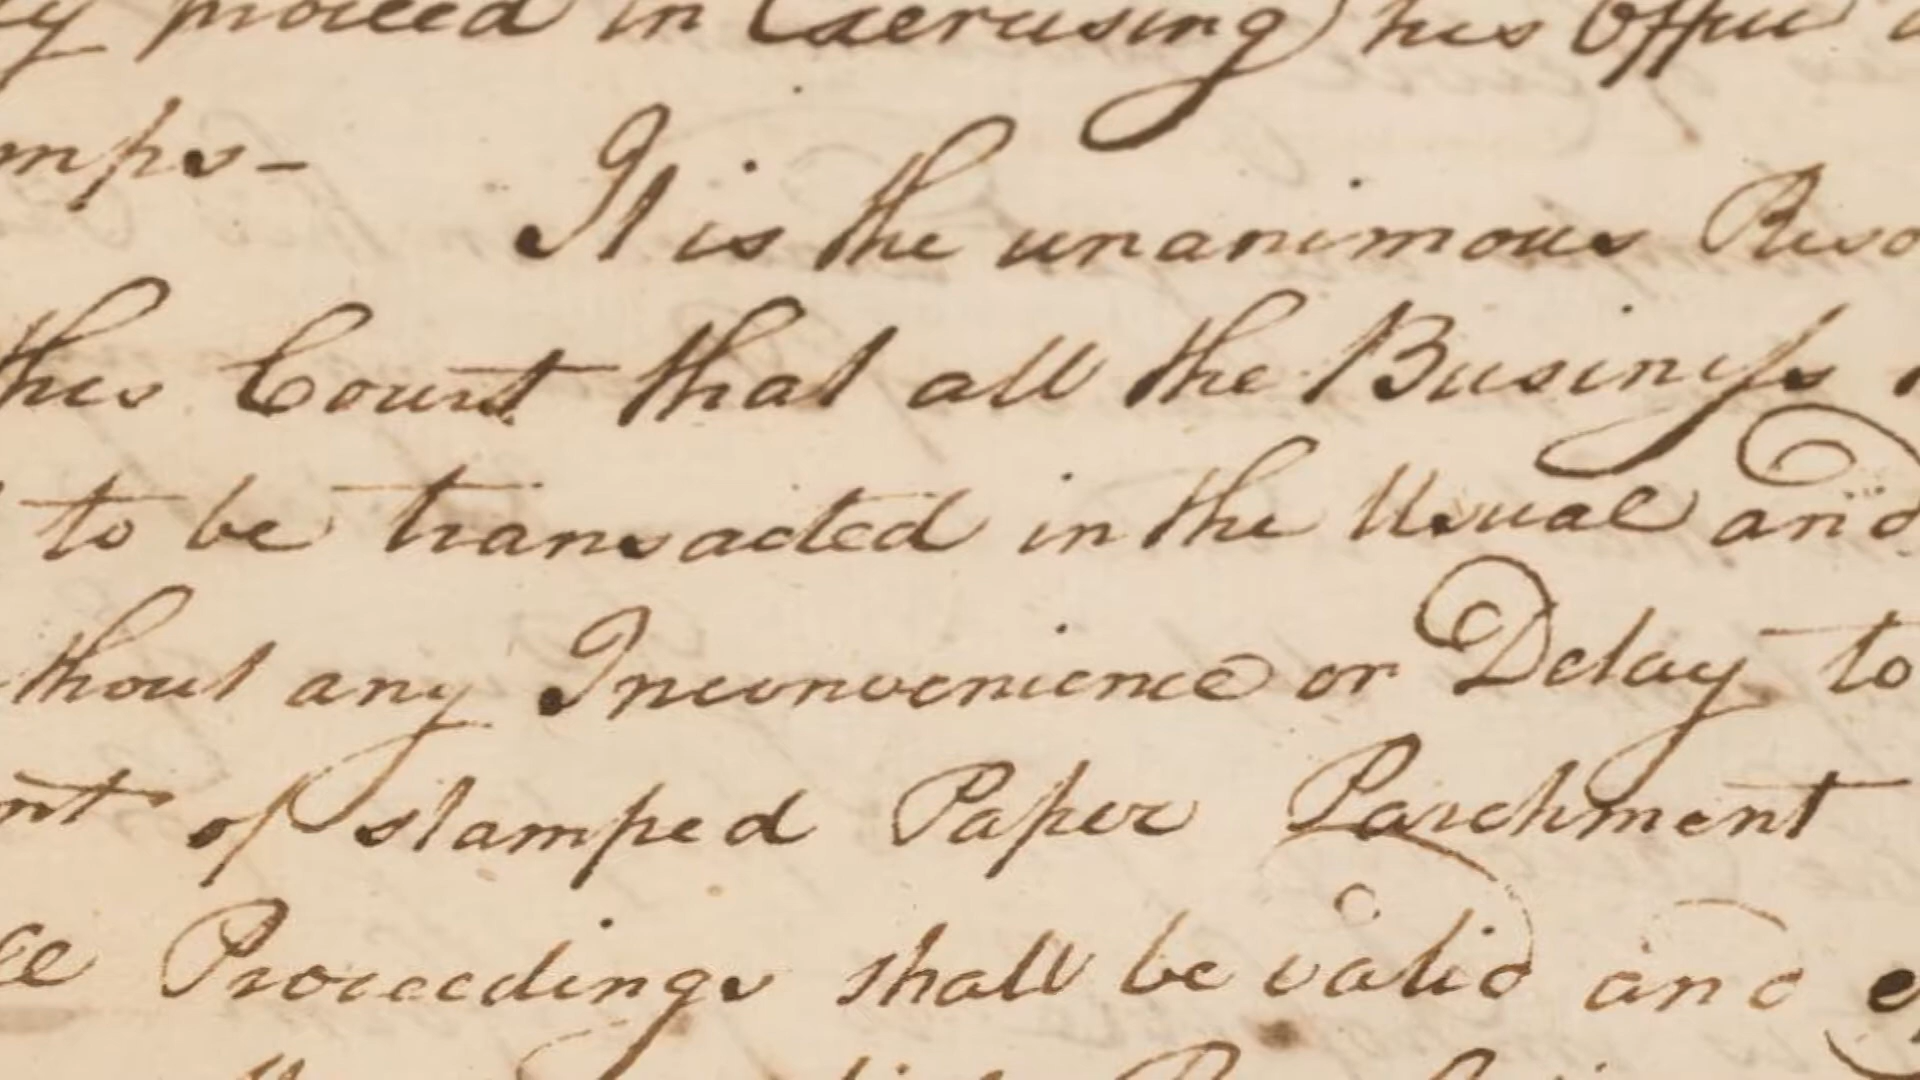 proceed in Exercising his Office
mps-
It is the unanimous Reso
this Court that all the Business
to be transacted in the Usual and
thout any Inconvenience or Delay to
nt of stamped Paper Parchment
Proceedings shall be valid and